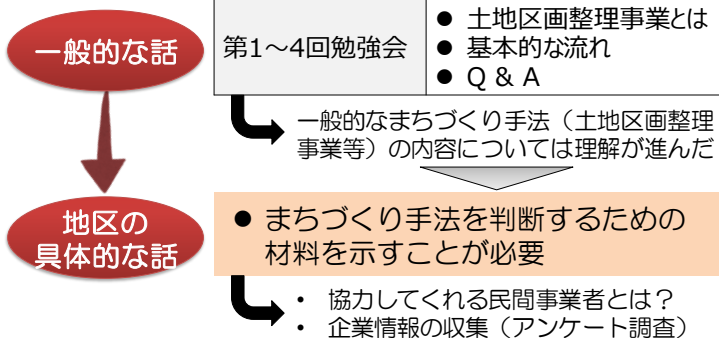 一般的な話
第1～4回勉強会
● 土地区画整理事業とは
● 基本的な流れ
● Q & A
一般的なまちづくり手法（土地区画整理
事業等）の内容については理解が進んだ
地区の
具体的な話
● まちづくり手法を判断するための
材料を示すことが必要
・ 協力してくれる民間事業者とは？
・ 企業情報の収集（アンケート調査）